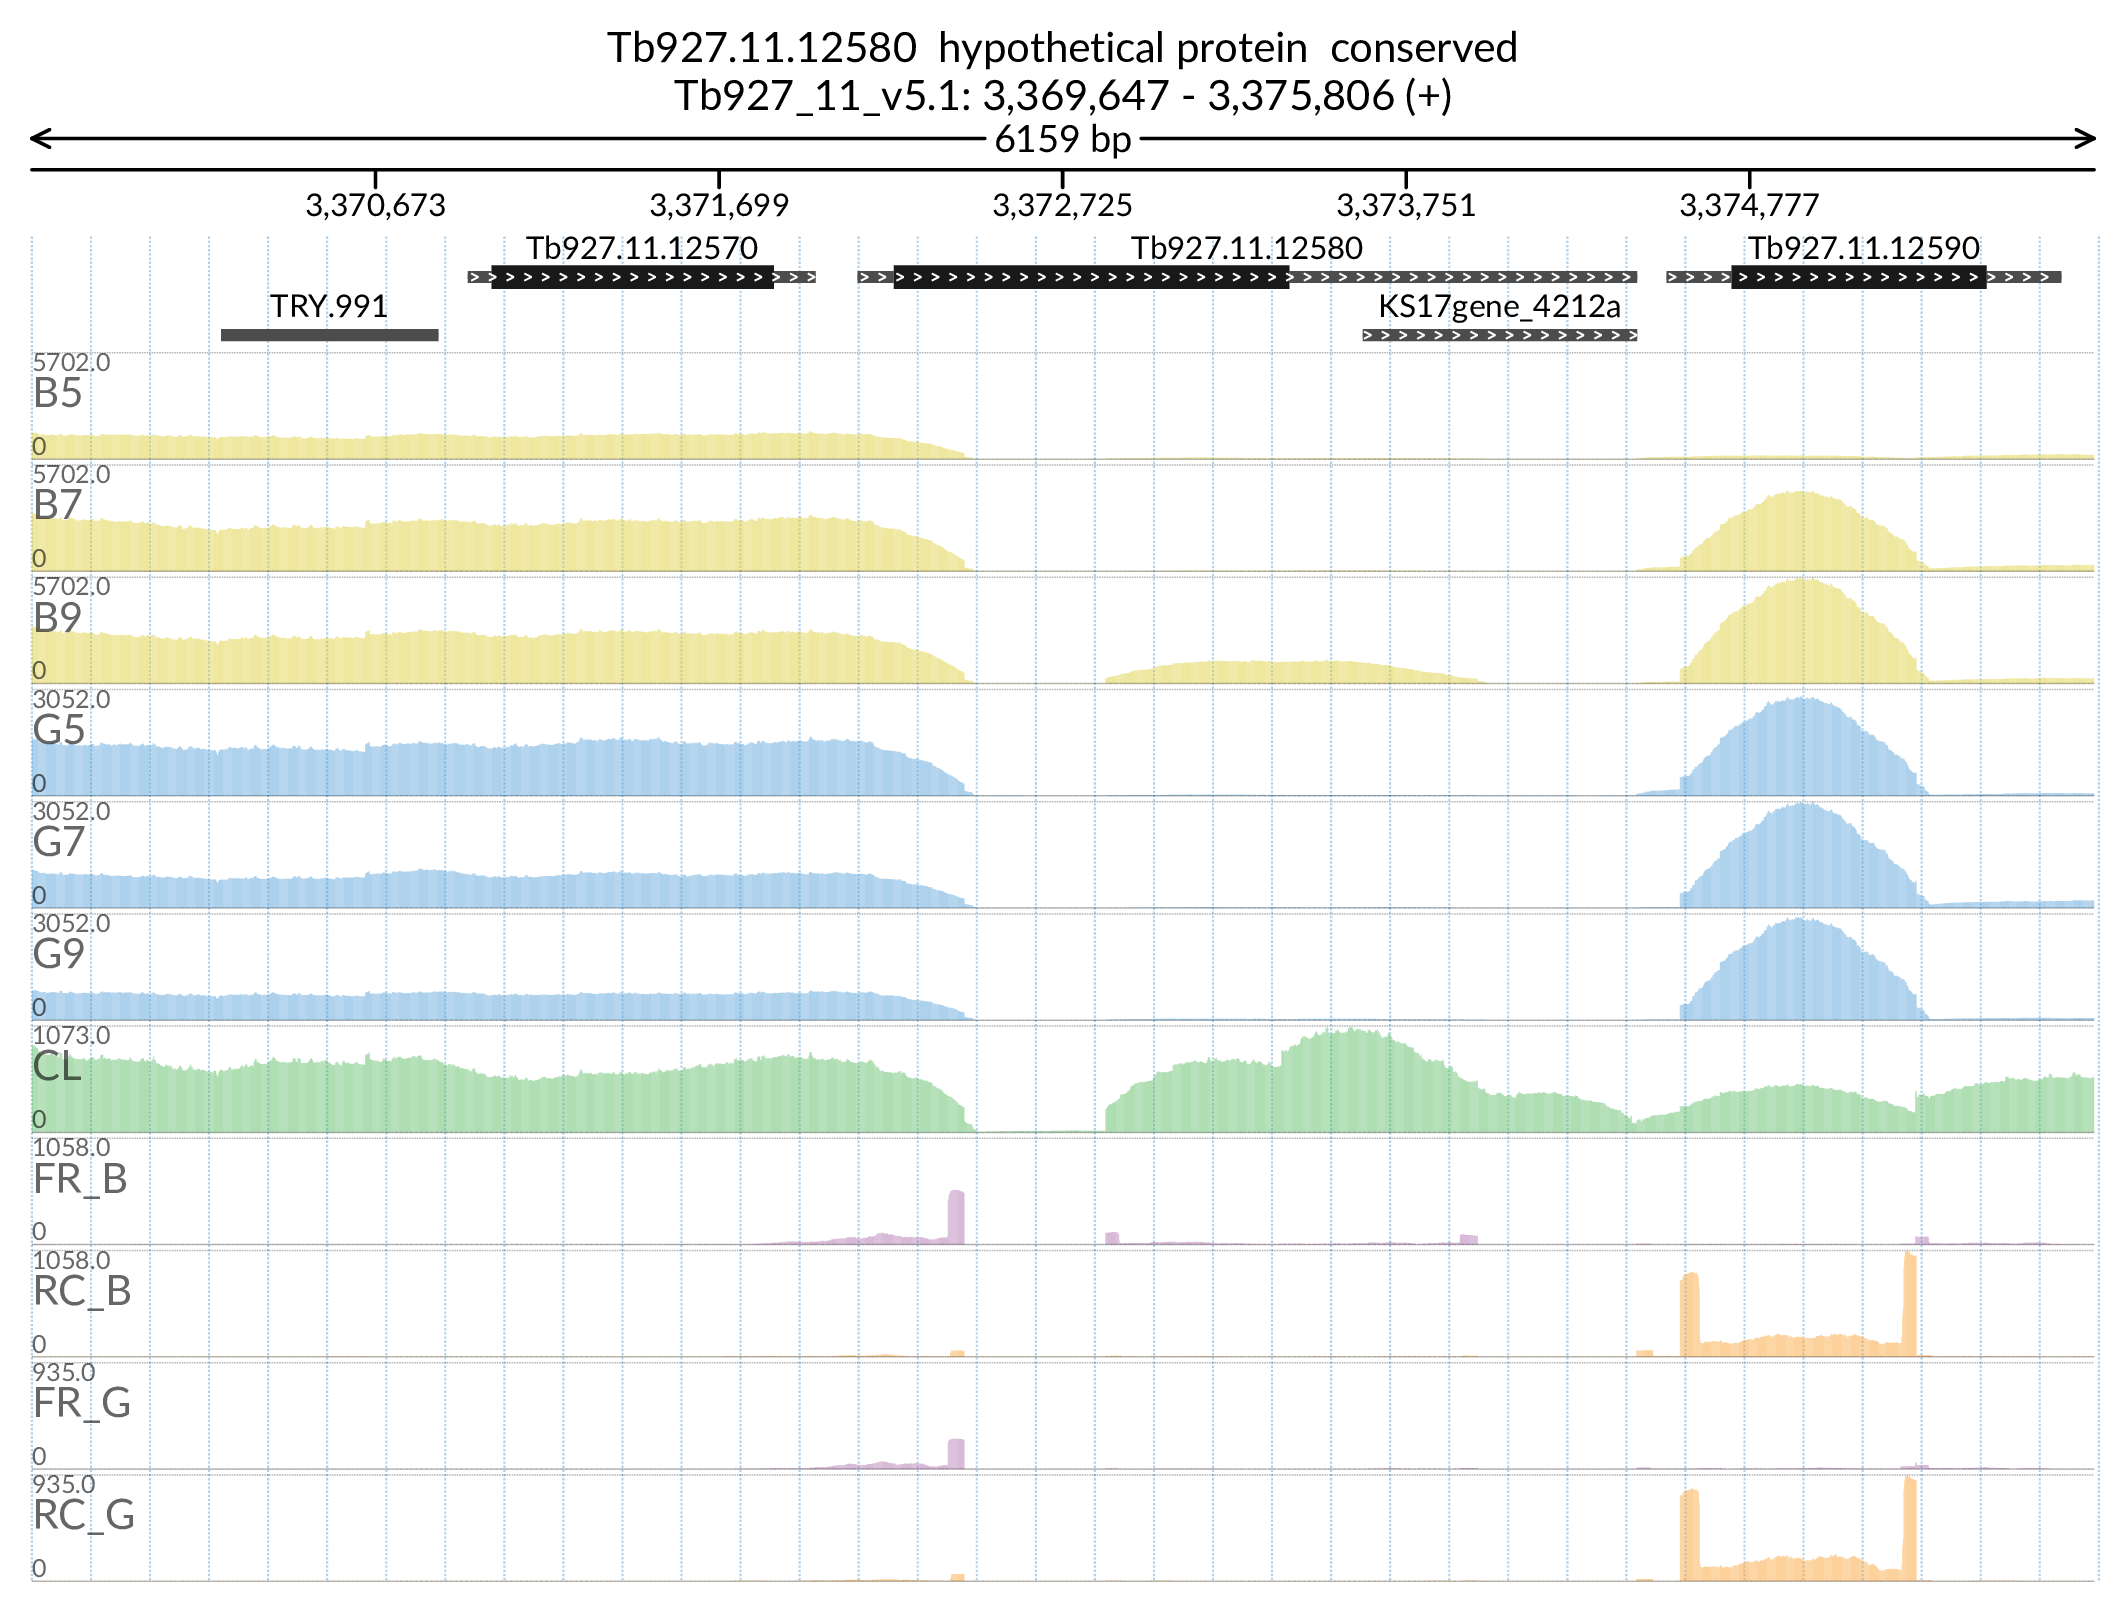 Tb927.11.12580 hypothetical protein conserved
Tb927_11_v5.1: 3,369,647 - 3,375,806 (+)
6159 bp
3,370,673 3,371,699 3,372,725 3,373,751 3,374,777
Tb927.11.12570 Tb927.11.12580 Tb927.11.12590
TRY.991 KS17gene_4212a
5702.0
B5
0
5702.0
B7
0
5702.0
B9
0
3052.0
G5
0
3052.0
G7
0
3052.0
G9
0
1073.0
CL
0
1058.0
FR_B
0
1058.0
RC_B
0
935.0
FR_G
0
935.0
RC_G
0